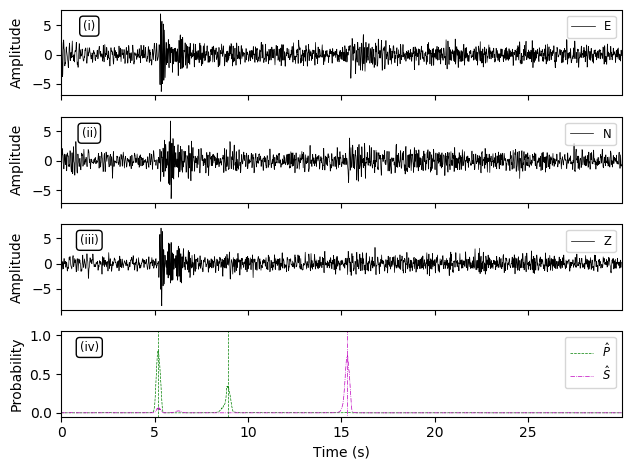 (i)
E
Amplitude
5
0
−5
(ii)
N
Amplitude
5
0
−5
(iii)
Z
Amplitude
5
0
−5
(iv)
P̂
Ŝ
Probability
1.0
0.5
0.0
0 5 10 15 20 25
Time (s)